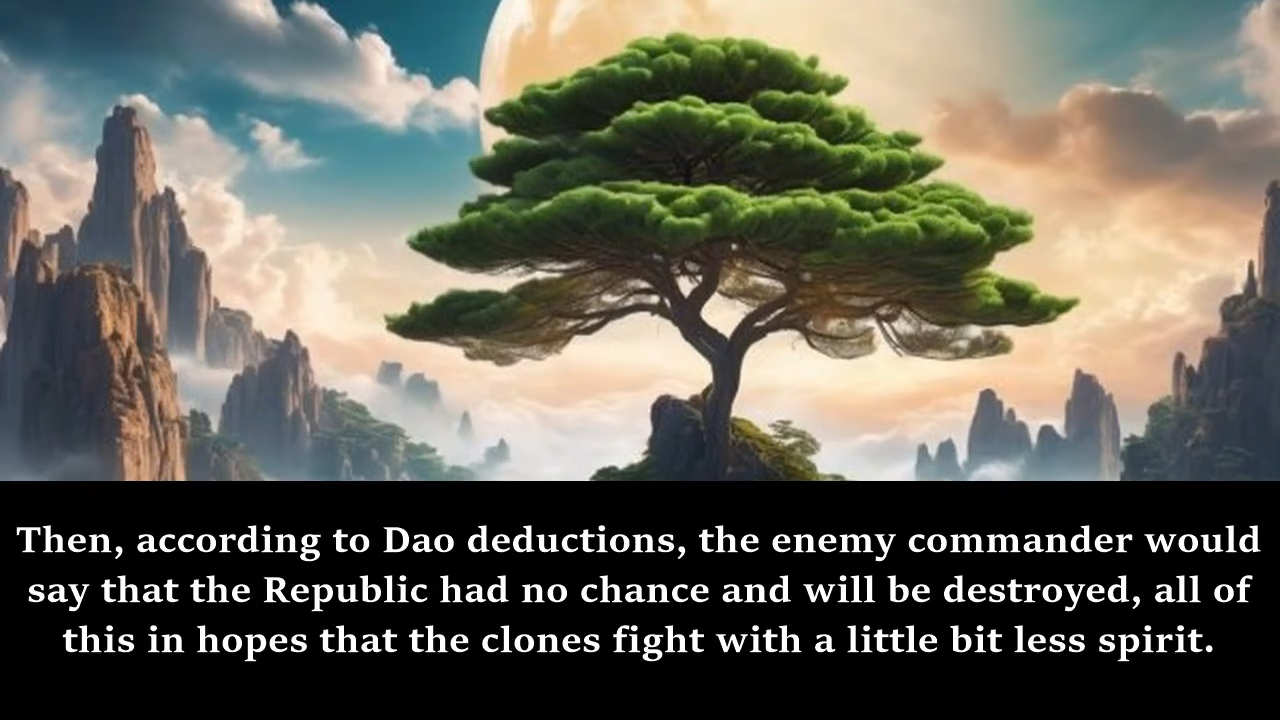 Then, according to Dao deductions, the enemy commander would
say that the Republic had no chance and will be destroyed, all of
this in hopes that the clones fight with a little bit less spirit.